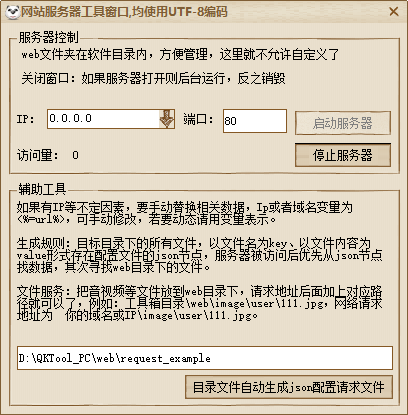 网站服务器工具窗口,均使用UTF-8编码
服务器控制
web文件夹在软件目录内，方便管理，这里就不允许自定义了
关闭窗口：如果服务器打开则后台运行，反之销毁
IP： 0.0.0.0 端口： 80 启动服务器
访问量： 0 停止服务器
辅助工具
如果有IP等不定因素，要手动替换相关数据，Ip或者域名变量为
<%=url%>，可手动修改，若要动态请用变量表示。
生成规则：目标目录下的所有文件，以文件名为key、以文件内容为
value形式存在配置文件的json节点，服务器被访问后优先从json节点
找数据，其次寻找web目录下的文件。
文件服务：把音视频等文件放到web目录下，请求地址后面加上对应路
径就可以了，例如：工具箱目录\web\image\user\111.jpg，网络请求
地址为 你的域名或IP\image\user\111.jpg。
D:\QKTool_PC\web\request_example
目录文件自动生成json配置请求文件